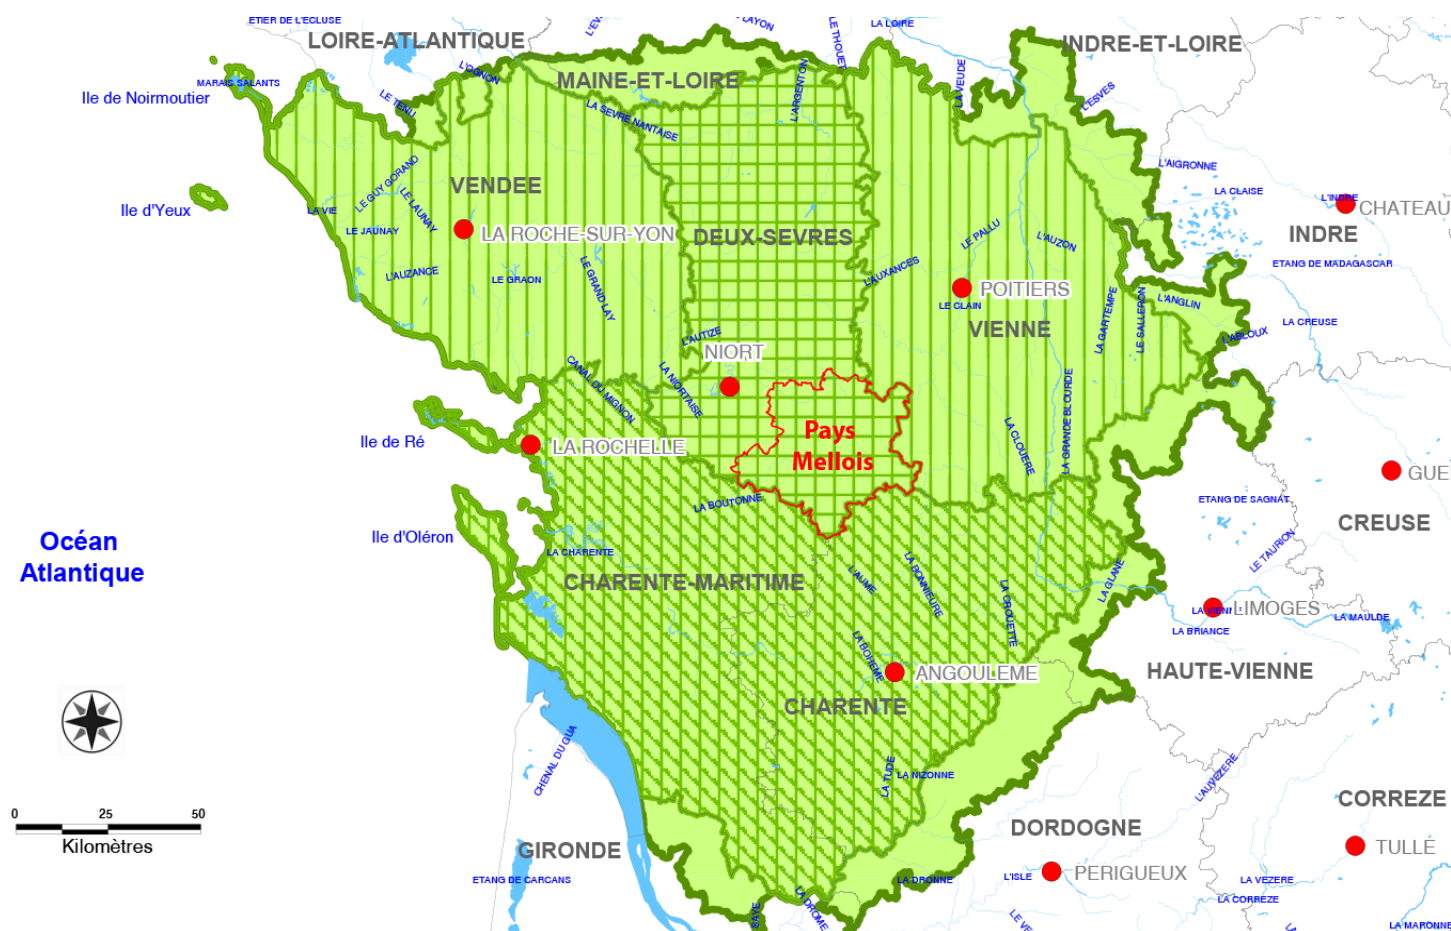 ETIER DE L'ECLUSE
LAYON
LE THOUET
LA LOIRE
LOIRE-ATLANTIQUE
INDRE-ET-LOIRE
L'OGNON
MAINE-ET-LOIRE
MARAIS SALANTS
Ile de Noirmoutier
LE TENU
LA SEVRE NANTAISE
L'ARGENTON
LA VEUDE
L'ESVES
L'AIGRONNE
LA CLAISE
L'INDRE
CHATEAU
LE GUY GORAND
VENDEE
LE LAUNAY
Ile d'Yeux
LA VIE
LE JAUNAY
LA ROCHE-SUR-YON
DEUX-SEVRES
LE PALLU
L'AUZON
INDRE
ETANG DE MADAGASCAR
L'AUZANCE
LE GRAON
LE GRAND LAY
L'AUXANCES
POITIERS
LE CLAIN
VIENNE
LA GARTEMPE
LE SALLERON
L'ANGLIN
LA CREUSE
L'ABLOUX
L'AUTIZE
NIORT
CANAL DU MIGNON
LA NIORTAISE
LA GRANDE BLOURDE
LA CLOUERE
Ile de Ré
LA ROCHELLE
Pays
Mellois
GUE
ETANG DE SAGNAT
CREUSE
LA BOUTONNE
Ile d'Oléron
Océan
Atlantique
LA CHARENTE
CHARENTE-MARITIME
L'AUME
LA BONNIEURE
LA CROUETTE
LA GLANE
LE TAURION
LIMOGES
LA MAULDE
LA BRIANCE
LA BOHEME
ANGOULEME
HAUTE-VIENNE
CHARENTE
CHENAL DU GUA
LA TUDE
LA NIZONNE
L'AUVEZERE
CORREZE
0 25 50
Kilomètres
DORDOGNE
TULLE
GIRONDE
ETANG DE CARCANS
LA DRONNE
L'ISLE
PERIGUEUX
LA VEZERE
LA CORREZE
SAYE
LA DROME
LA MARONNE